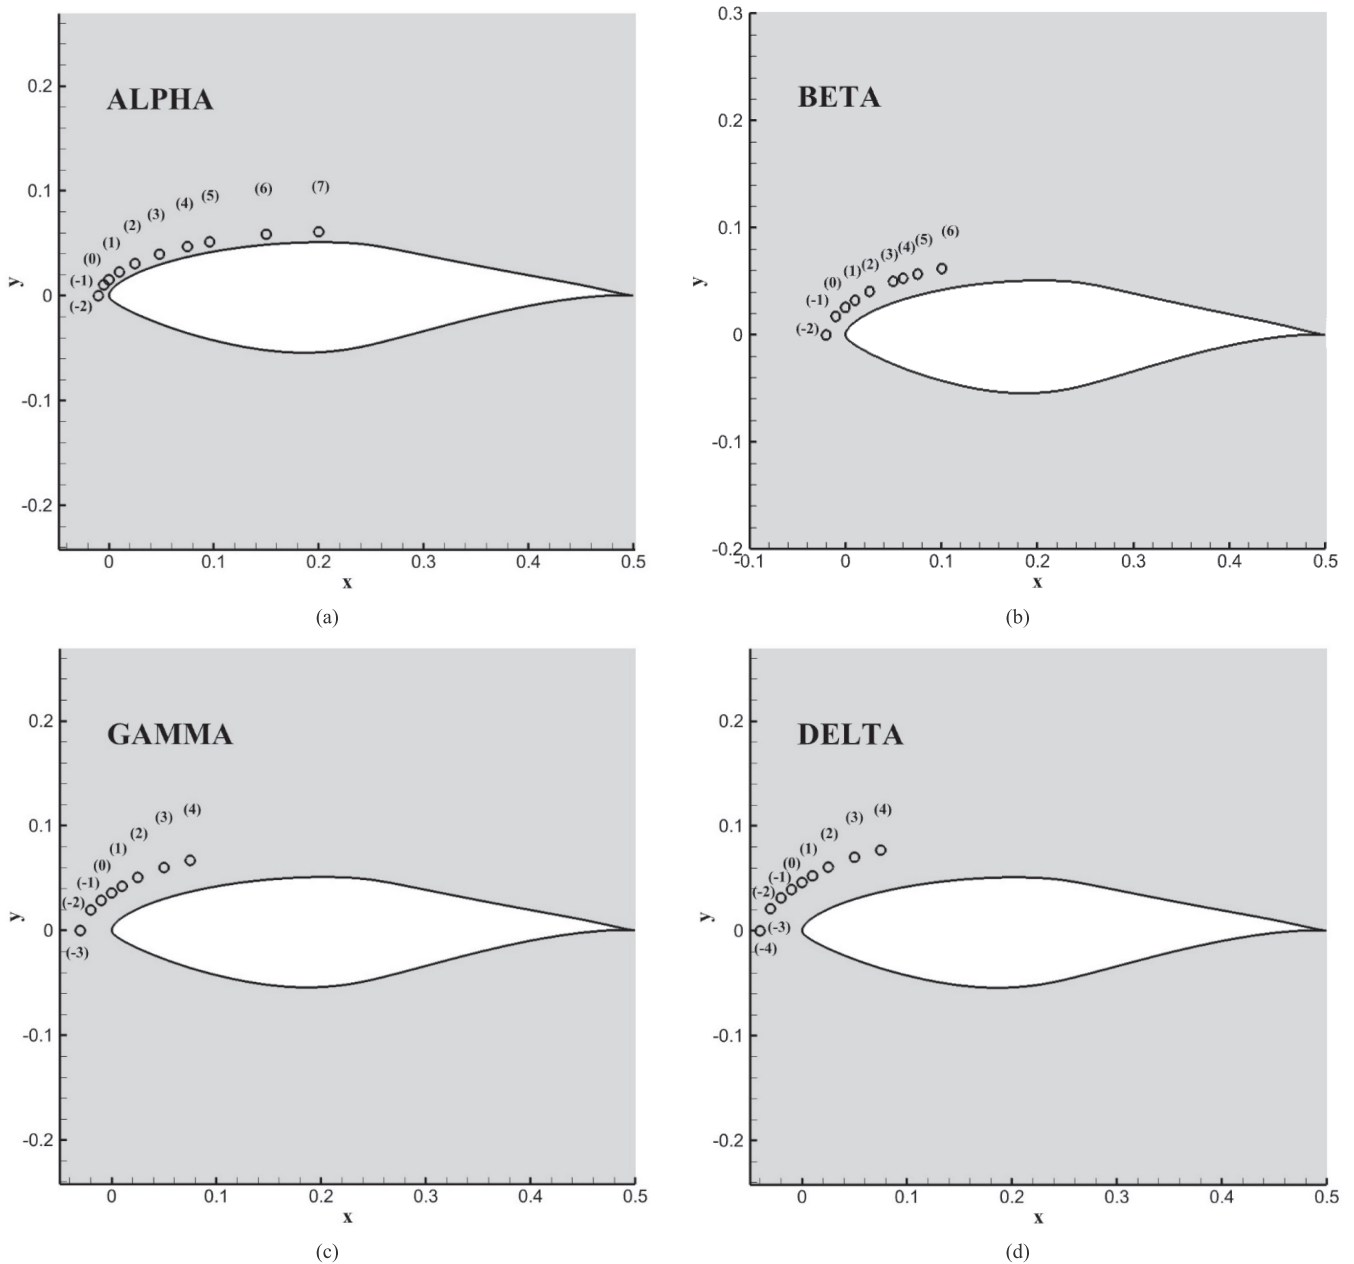 ALPHA
0.2
0.1
0
-0.1
-0.2
y
(-2)
(-1)
(0)
(1)
(2)
(3)
(4)
(5)
(6)
(7)
0 0.1 0.2 0.3 0.4 0.5
x
(a)
BETA
0.3
0.2
0.1
0
-0.1
-0.2
y
(-2)
(-1)
(0)
(1)
(2)
(3)
(4)
(5)
(6)
-0.1 0 0.1 0.2 0.3 0.4 0.5
x
(b)
GAMMA
0.2
0.1
0
-0.1
-0.2
y
(-3)
(-2)
(-1)
(0)
(1)
(2)
(3)
(4)
0 0.1 0.2 0.3 0.4 0.5
x
(c)
DELTA
0.2
0.1
0
-0.1
-0.2
y
(-4)
(-3)
(-2)
(-1)
(0)
(1)
(2)
(3)
(4)
0 0.1 0.2 0.3 0.4 0.5
x
(d)